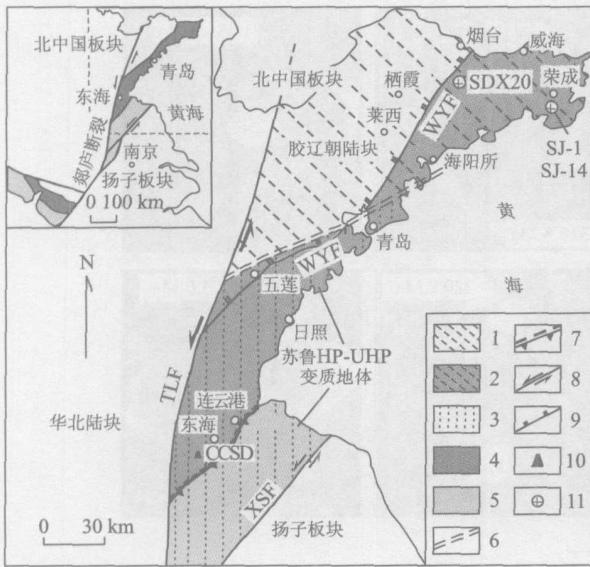 北中国板块
青岛
东海
黄海
郯庐断裂
南京
扬子板块
0 100 km
烟台
威海
北中国板块
栖霞
SDX20
荣成
莱西
WYF
胶辽朝陆块
SJ-1
SJ-14
海阳所
黄
海
青岛
WYF
N
五莲
日照
苏鲁HP-UHP
变质地体
TLF
连云港
华北陆块
东海
CCSD
XSF
扬子板块
0 30 km
1
2
3
4
5
6
7
8
9
10
11